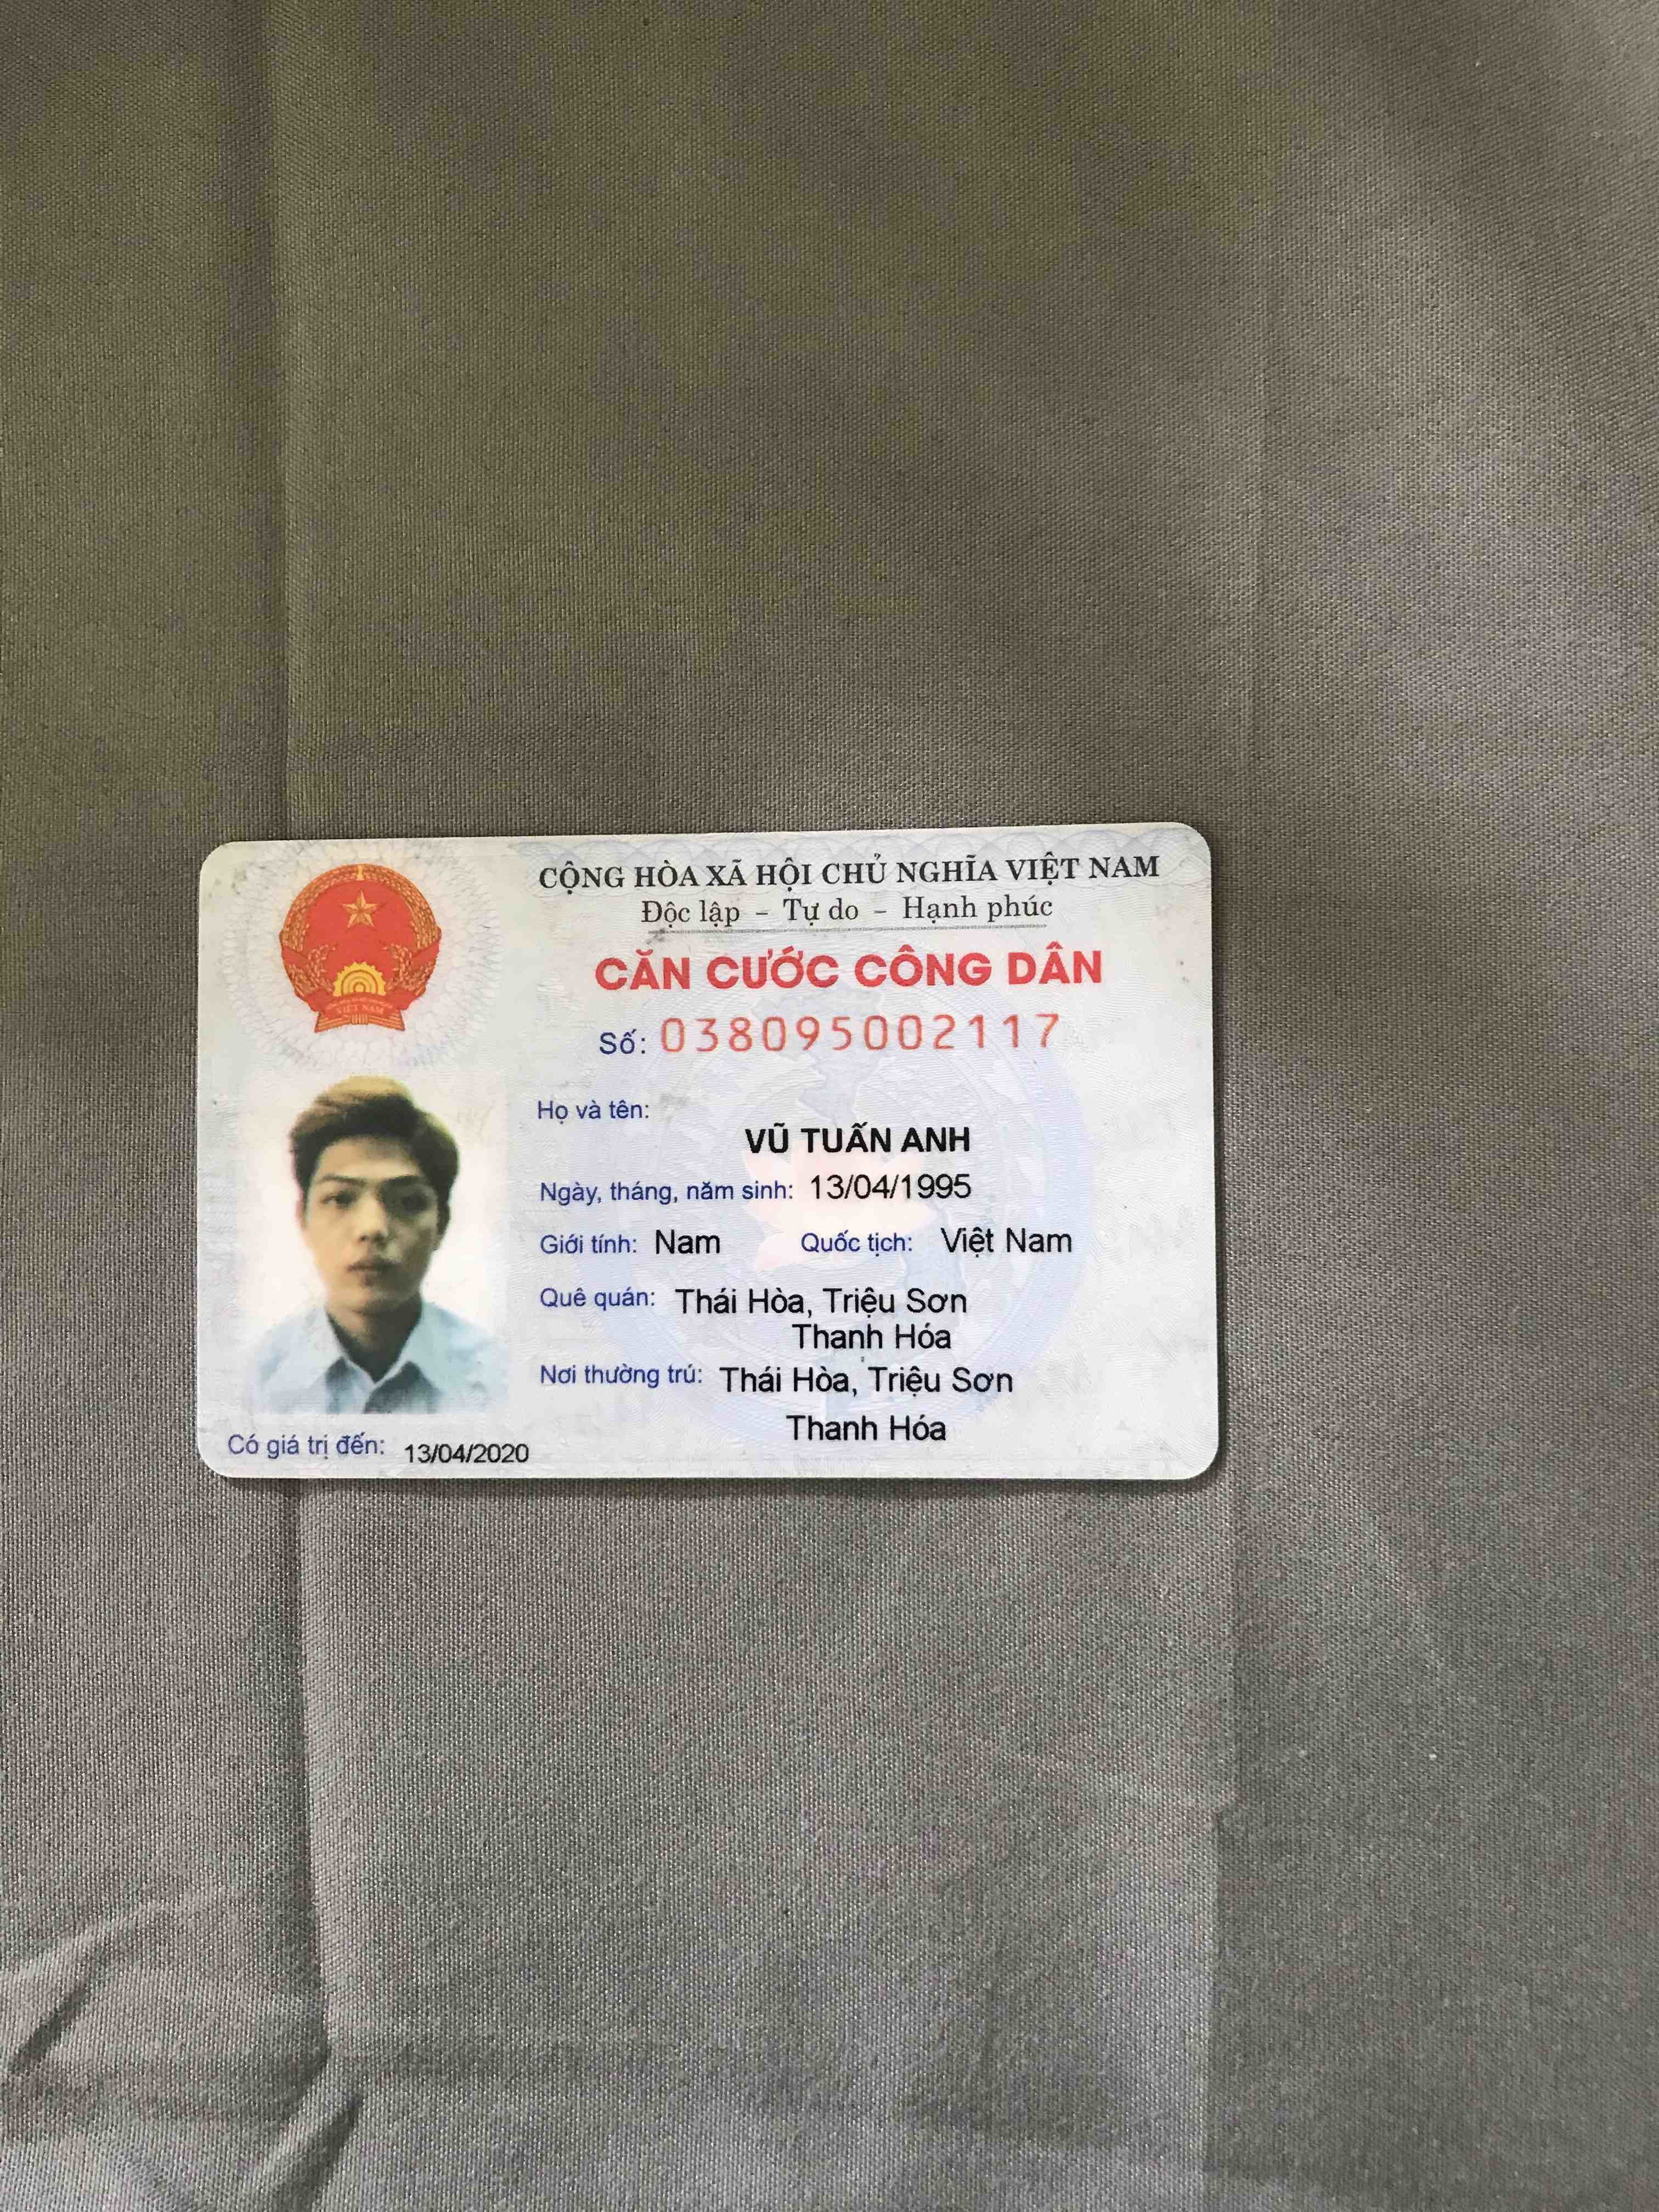 CỘNG HÒA XÃ HỘI CHỦ NGHĨA VIỆT NAM
Độc lập - Tự do - Hạnh phúc
CĂN CƯỚC CÔNG DÂN
Số: 038095002117
Họ và tên:
VŨ TUẤN ANH
Ngày, tháng, năm sinh: 13/04/1995
Giới tính: Nam Quốc tịch: Việt Nam
Quê quán: Thái Hòa, Triệu Sơn
Thanh Hóa
Nơi thường trú: Thái Hòa, Triệu Sơn
Thanh Hóa
Có giá trị đến: 13/04/2020
VIỆT NAM